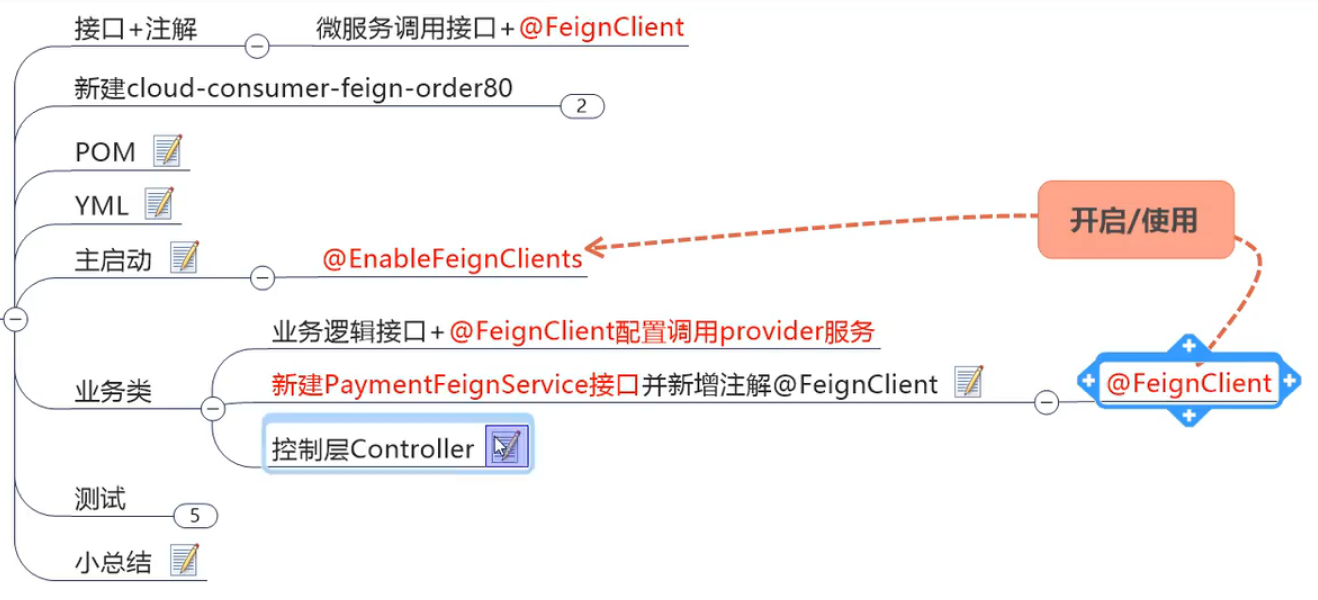 接口+注解
微服务调用接口+@FeignClient
新建cloud-consumer-feign-order80
2
POM
YML
开启/使用
主启动
@EnableFeignClients
业务类
业务逻辑接口+@FeignClient配置调用provider服务
新建PaymentFeignService接口并新增注解@FeignClient
@FeignClient
控制层Controller
测试
5
小总结